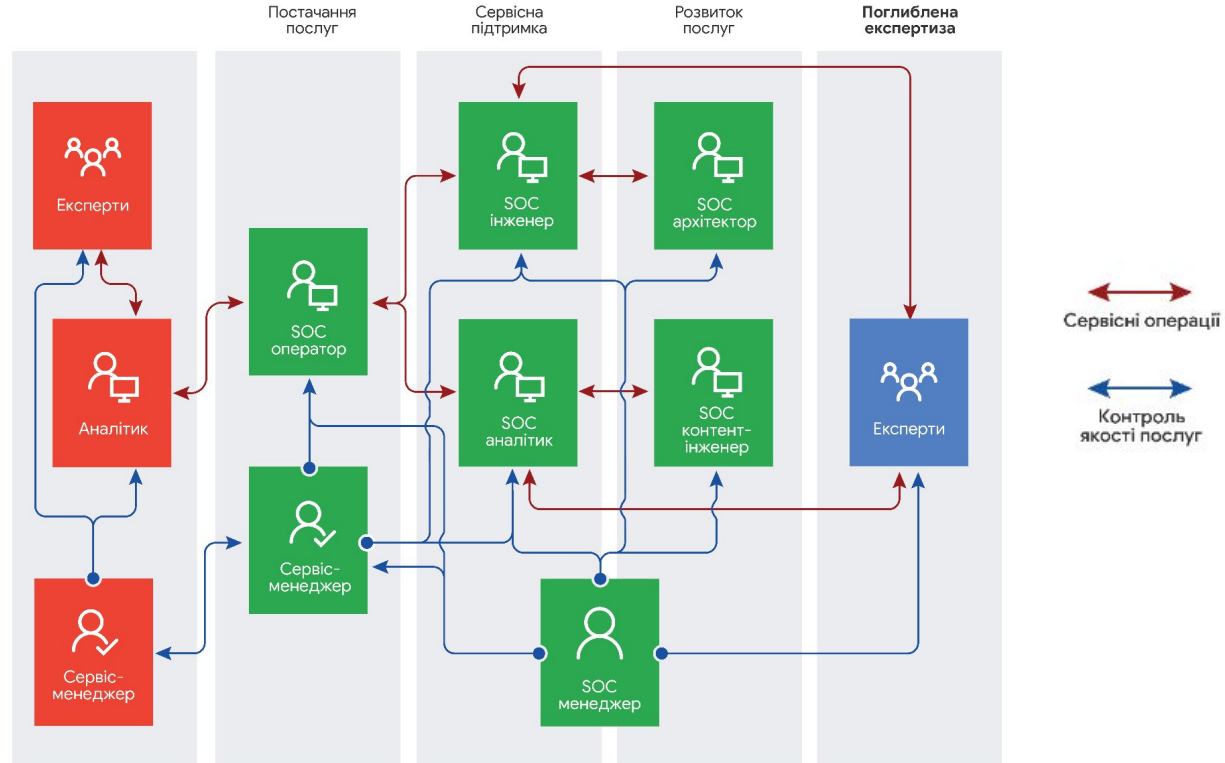 Постачання
послуг
Сервісна
підтримка
Розвиток
послуг
Поглиблена
експертиза
Експерти
Аналітик
Сервіс-
менеджер
SOC
оператор
Сервіс-
менеджер
SOC
інженер
SOC
аналітик
SOC
архітектор
SOC
контент-
інженер
SOC
менеджер
Експерти
Сервісні операції
Контроль
якості послуг